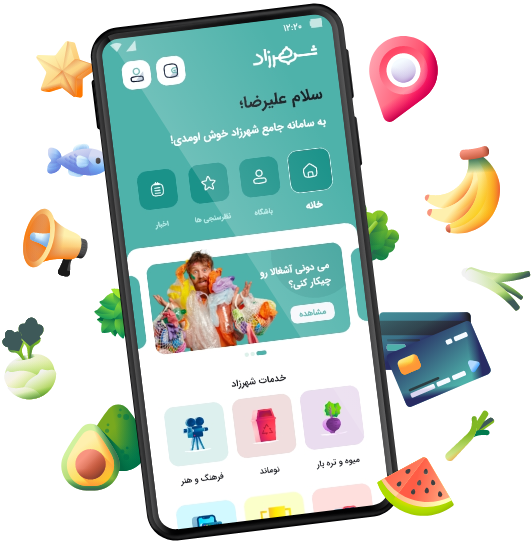 ۱۲:۲۰
شهرزاد
سلام علیرضا؛
به سامانه جامع شهرزاد خوش اومدی!
خانه
باشگاه
نظرسنجی ها
اخبار
می دونی آشغالا رو
چیکار کنی؟
مشاهده
خدمات شهرزاد
میوه و تره بار
نوماند
فرهنگ و هنر